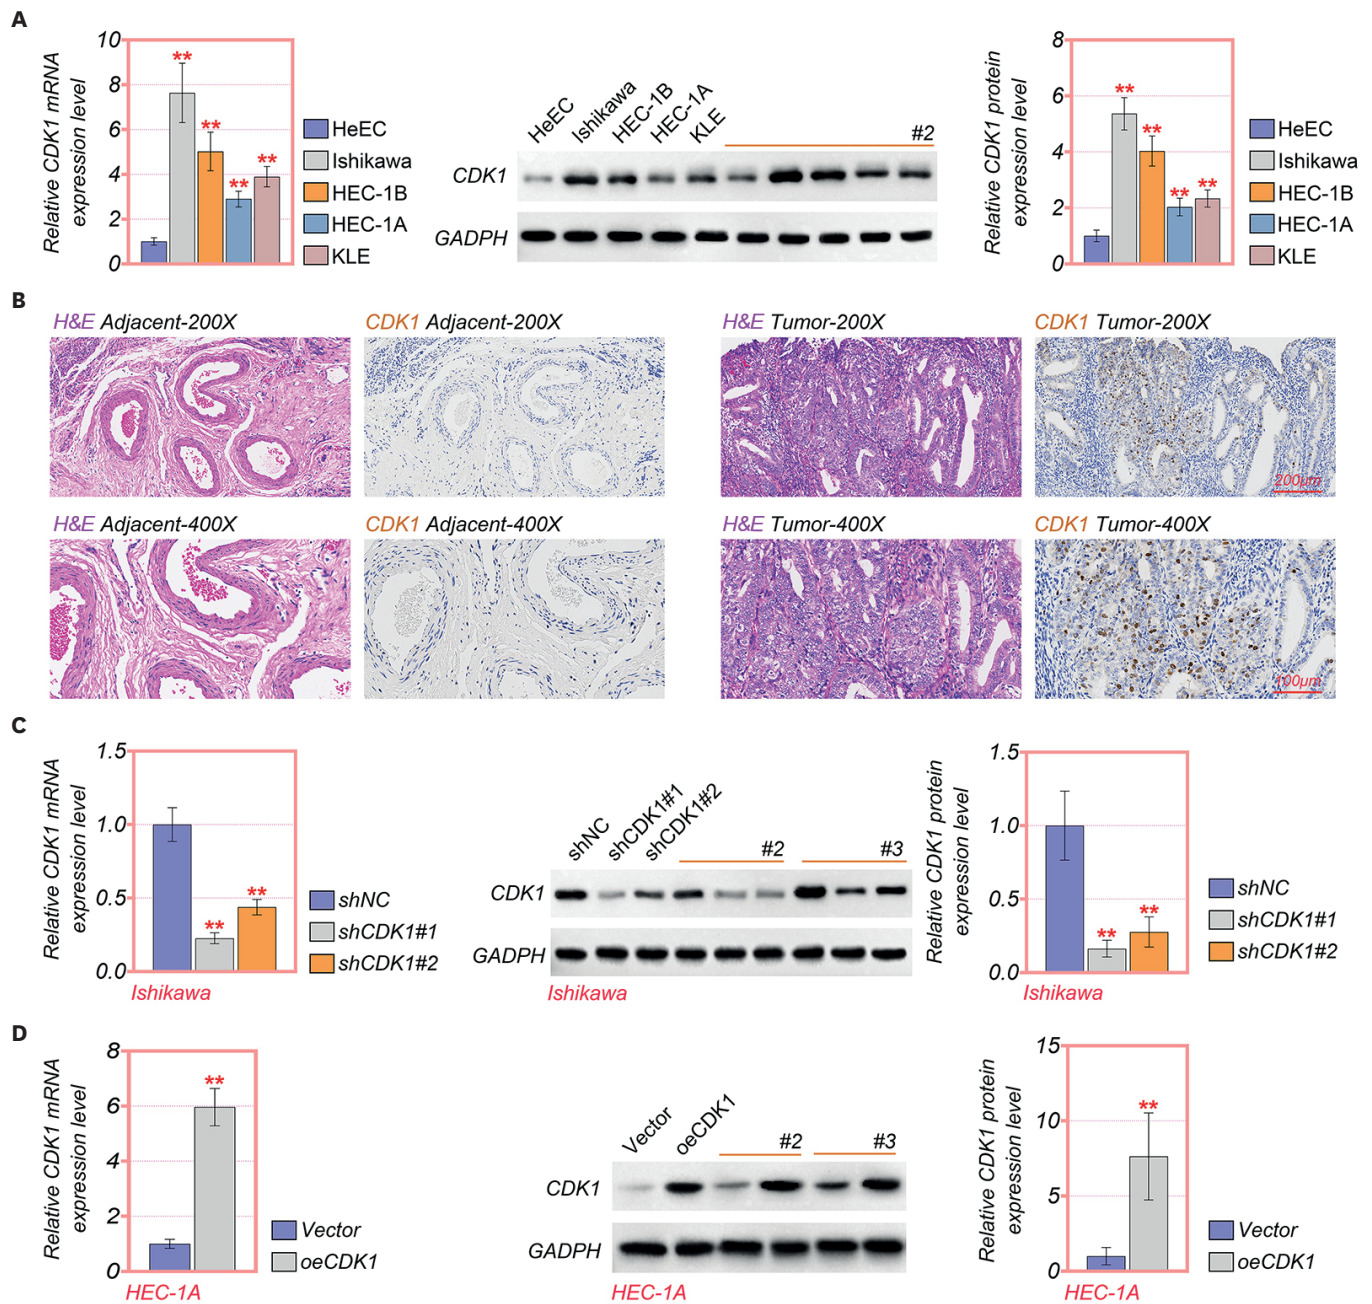 A
Relative CDK1 mRNA
expression level
10
8
6
4
2
0
**
**
**
**
HeEC
Ishikawa
HEC-1B
HEC-1A
KLE
HeEC
Ishikawa
HEC-1B
HEC-1A
KLE
#2
CDK1
GADPH
Relative CDK1 protein
expression level
8
6
4
2
0
**
**
**
**
HeEC
Ishikawa
HEC-1B
HEC-1A
KLE
B
H&E Adjacent-200X
CDK1 Adjacent-200X
H&E Tumor-200X
CDK1 Tumor-200X
200μm
H&E Adjacent-400X
CDK1 Adjacent-400X
H&E Tumor-400X
CDK1 Tumor-400X
100μm
C
Relative CDK1 mRNA
expression level
1.5
1.0
0.5
0.0
**
**
shNC
shCDK1#1
shCDK1#2
Ishikawa
shNC
shCDK1#1
shCDK1#2
#2
#3
CDK1
GADPH
Ishikawa
Relative CDK1 protein
expression level
1.5
1.0
0.5
0.0
**
**
shNC
shCDK1#1
shCDK1#2
Ishikawa
D
Relative CDK1 mRNA
expression level
8
6
4
2
0
**
Vector
oeCDK1
HEC-1A
Vector
oeCDK1
#2
#3
CDK1
GADPH
HEC-1A
Relative CDK1 protein
expression level
15
10
5
0
**
Vector
oeCDK1
HEC-1A